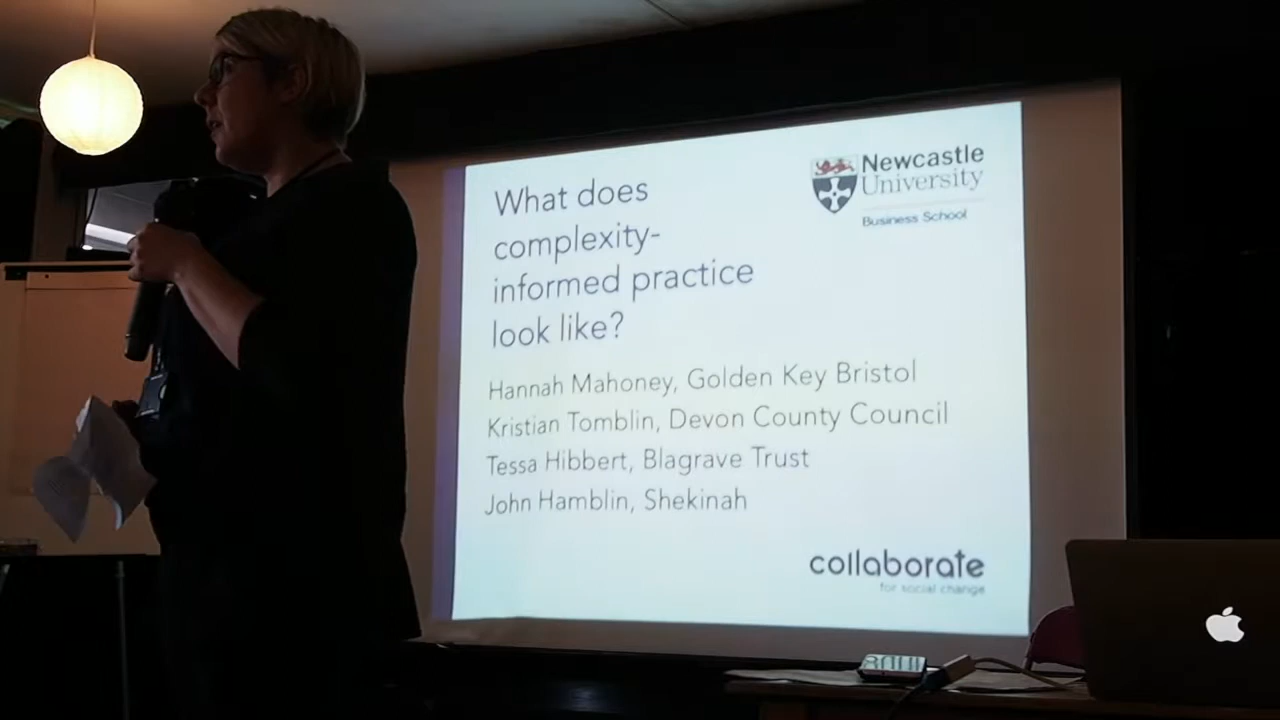 What does
complexity-
informed practice
look like?
Newcastle
University
Business School
Hannah Mahoney, Golden Key Bristol
Kristian Tomblin, Devon County Council
Tessa Hibbert, Blagrave Trust
John Hamblin, Shekinah
collaborate
for social change